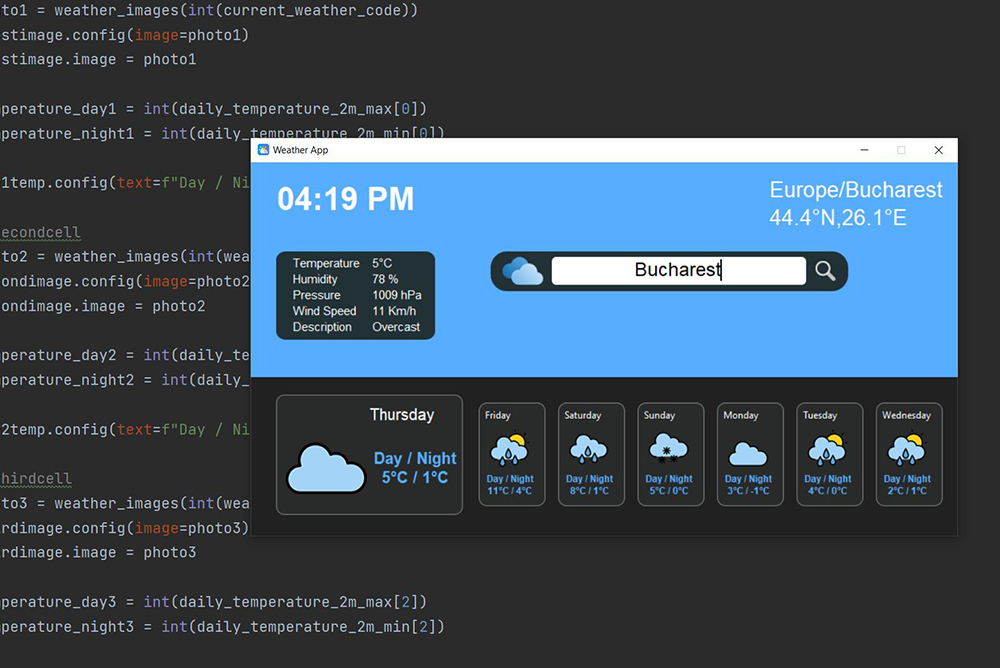 to1 = weather_images(int(current_weather_code))
stimage.config(image=photo1)
stimage.image = photo1
perature_day1 = int(daily_temperature_2m_max[0])
perature_night1 = int(daily_temperature_2m_min[0])
1temp.config(text=f"Day / Ni
econdcell
to2 = weather_images(int(wea
ondimage.config(image=photo2
ondimage.image = photo2
perature_day2 = int(daily_te
perature_night2 = int(daily_
2temp.config(text=f"Day / Ni
hirdcell
to3 = weather_images(int(wea
rdimage.config(image=photo3)
rdimage.image = photo3
perature_day3 = int(daily_temperature_2m_max[2])
perature_night3 = int(daily_temperature_2m_min[2])
Weather App
04:19 PM
Europe/Bucharest
44.4°N,26.1°E
Temperature 5°C
Humidity 78 %
Pressure 1009 hPa
Wind Speed 11 Km/h
Description Overcast
Bucharest
Thursday
Day / Night
5°C / 1°C
Friday
Day / Night
11°C / 4°C
Saturday
Day / Night
8°C / 1°C
Sunday
Day / Night
5°C / 0°C
Monday
Day / Night
3°C / -1°C
Tuesday
Day / Night
4°C / 0°C
Wednesday
Day / Night
2°C / 1°C